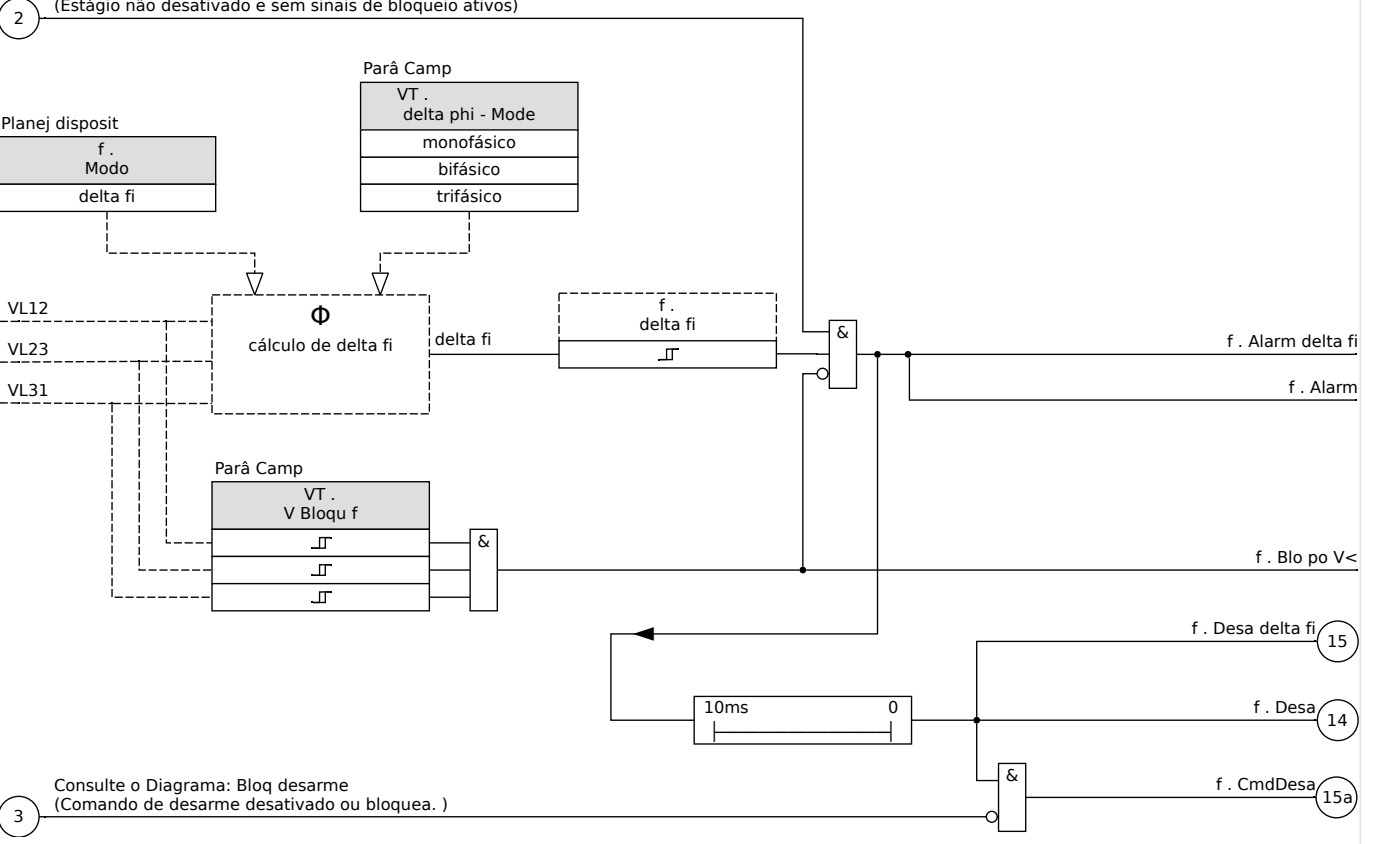 (Estágio não desativado e sem sinais de bloqueio ativos)
2
Parâ Camp
VT .
delta phi - Mode
monofásico
bifásico
trifásico
Planej disposit
f .
Modo
delta fi
VL12
VL23
VL31
Φ
cálculo de delta fi
delta fi
f .
delta fi
&
f . Alarm delta fi
f . Alarm
Parâ Camp
VT .
V Bloqu f
&
f . Blo po V<
f . Desa delta fi
15
10ms 0
f . Desa
14
&
f . CmdDesa
15a
Consulte o Diagrama: Bloq desarme
(Comando de desarme desativado ou bloquea. )
3